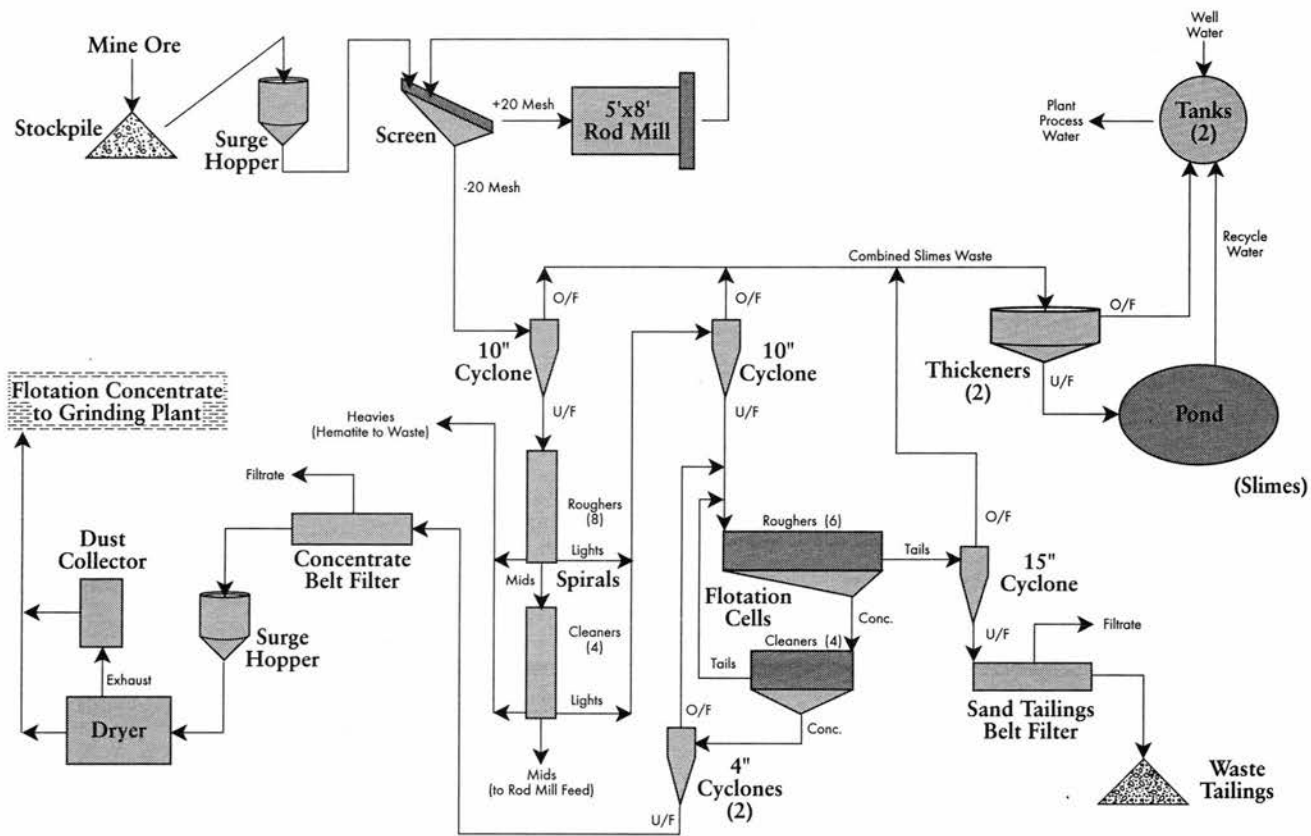 Mine Ore
Stockpile
Surge
Hopper
Screen
+20 Mesh
5'x8'
Rod Mill
-20 Mesh
Well
Water
Plant
Process
Water
Tanks
(2)
Recycle
Water
Combined Slimes Waste
O/F
O/F
O/F
10"
Cyclone
10"
Cyclone
Thickeners
(2)
U/F
Pond
(Slimes)
Flotation Concentrate
to Grinding Plant
Heavies
(Hematite to Waste)
U/F
U/F
Filtrate
Concentrate
Belt Filter
Roughers
(8)
Lights
Mids
Spirals
Roughers (6)
Tails
Flotation
Cells
Conc.
O/F
15"
Cyclone
U/F
Filtrate
Dust
Collector
Exhaust
Dryer
Surge
Hopper
Cleaners
(4)
Lights
Mids
(to Rod Mill Feed)
Cleaners (4)
Tails
O/F
Conc.
4"
Cyclones
(2)
U/F
Sand Tailings
Belt Filter
Waste
Tailings